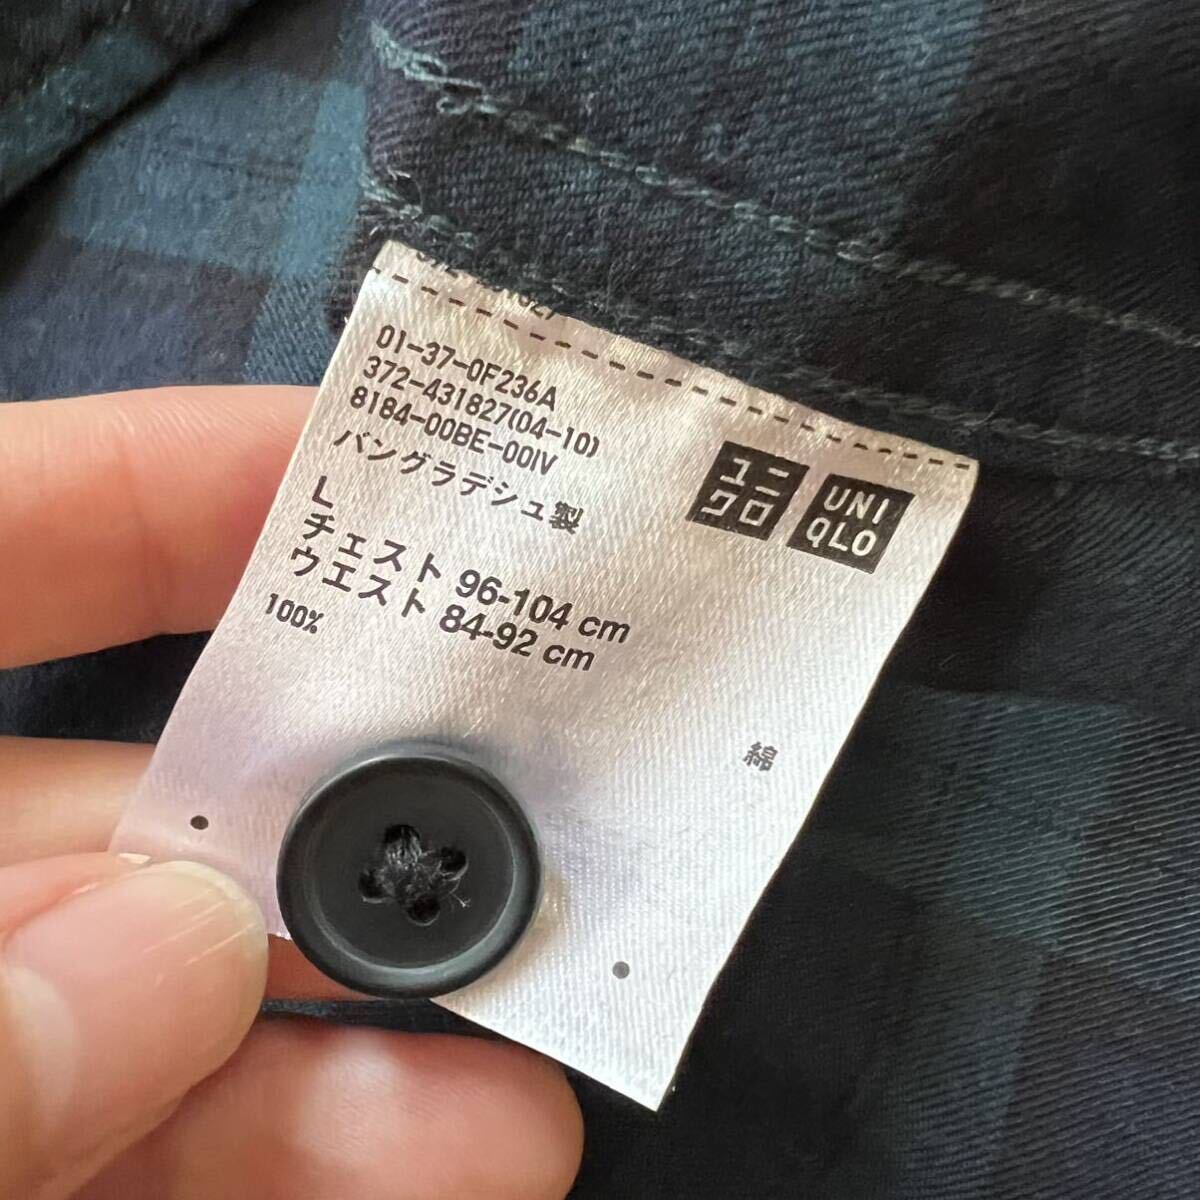 01-37-0F236A
372-431827(04-10)
8184-00BE-00IV
バングラデシュ製
L
チェスト 96-104 cm
ウエスト 84-92 cm
100%
綿
ユニ
クロ
UNI
QLO